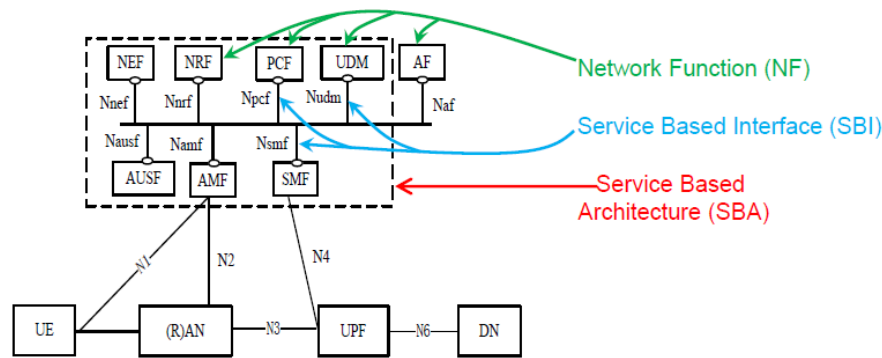 NEF
NRF
PCF
UDM
AF
Network Function (NF)
Nnef
Nnrf
Npcf
Nudm
Naf
Service Based Interface (SBI)
Nausf
Namf
Nsmf
AUSF
AMF
SMF
Service Based
Architecture (SBA)
N1
N2
N4
UE
(R)AN
N3
UPF
N6
DN